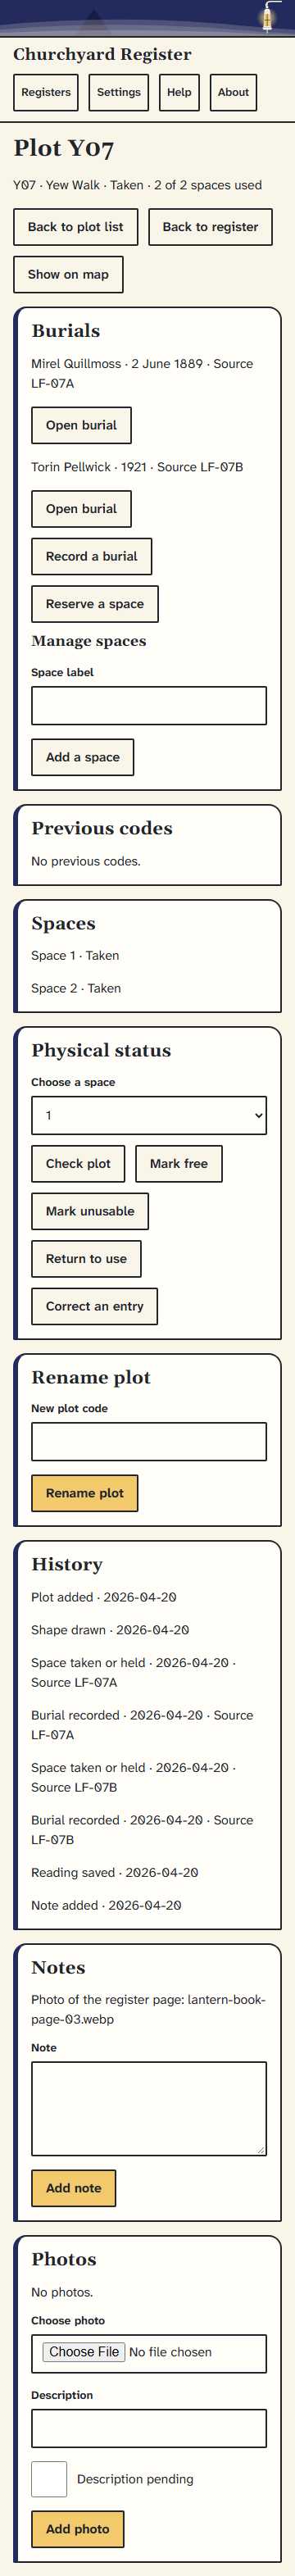 Churchyard Register
Registers
Settings
Help
About
Plot Y07
Y07 · Yew Walk · Taken · 2 of 2 spaces used
Back to plot list
Back to register
Show on map
Burials
Mirel Quillmoss · 2 June 1889 · Source
LF-07A
Open burial
Torin Pellwick · 1921 · Source LF-07B
Open burial
Record a burial
Reserve a space
Manage spaces
Space label
Add a space
Previous codes
No previous codes.
Spaces
Space 1 · Taken
Space 2 · Taken
Physical status
Choose a space
1
Check plot
Mark free
Mark unusable
Return to use
Correct an entry
Rename plot
New plot code
Rename plot
History
Plot added · 2026-04-20
Shape drawn · 2026-04-20
Space taken or held · 2026-04-20 ·
Source LF-07A
Burial recorded · 2026-04-20 · Source
LF-07A
Space taken or held · 2026-04-20 ·
Source LF-07B
Burial recorded · 2026-04-20 · Source
LF-07B
Reading saved · 2026-04-20
Note added · 2026-04-20
Notes
Photo of the register page: lantern-book-
page-03.webp
Note
Add note
Photos
No photos.
Choose photo
Choose File No file chosen
Description
Description pending
Add photo